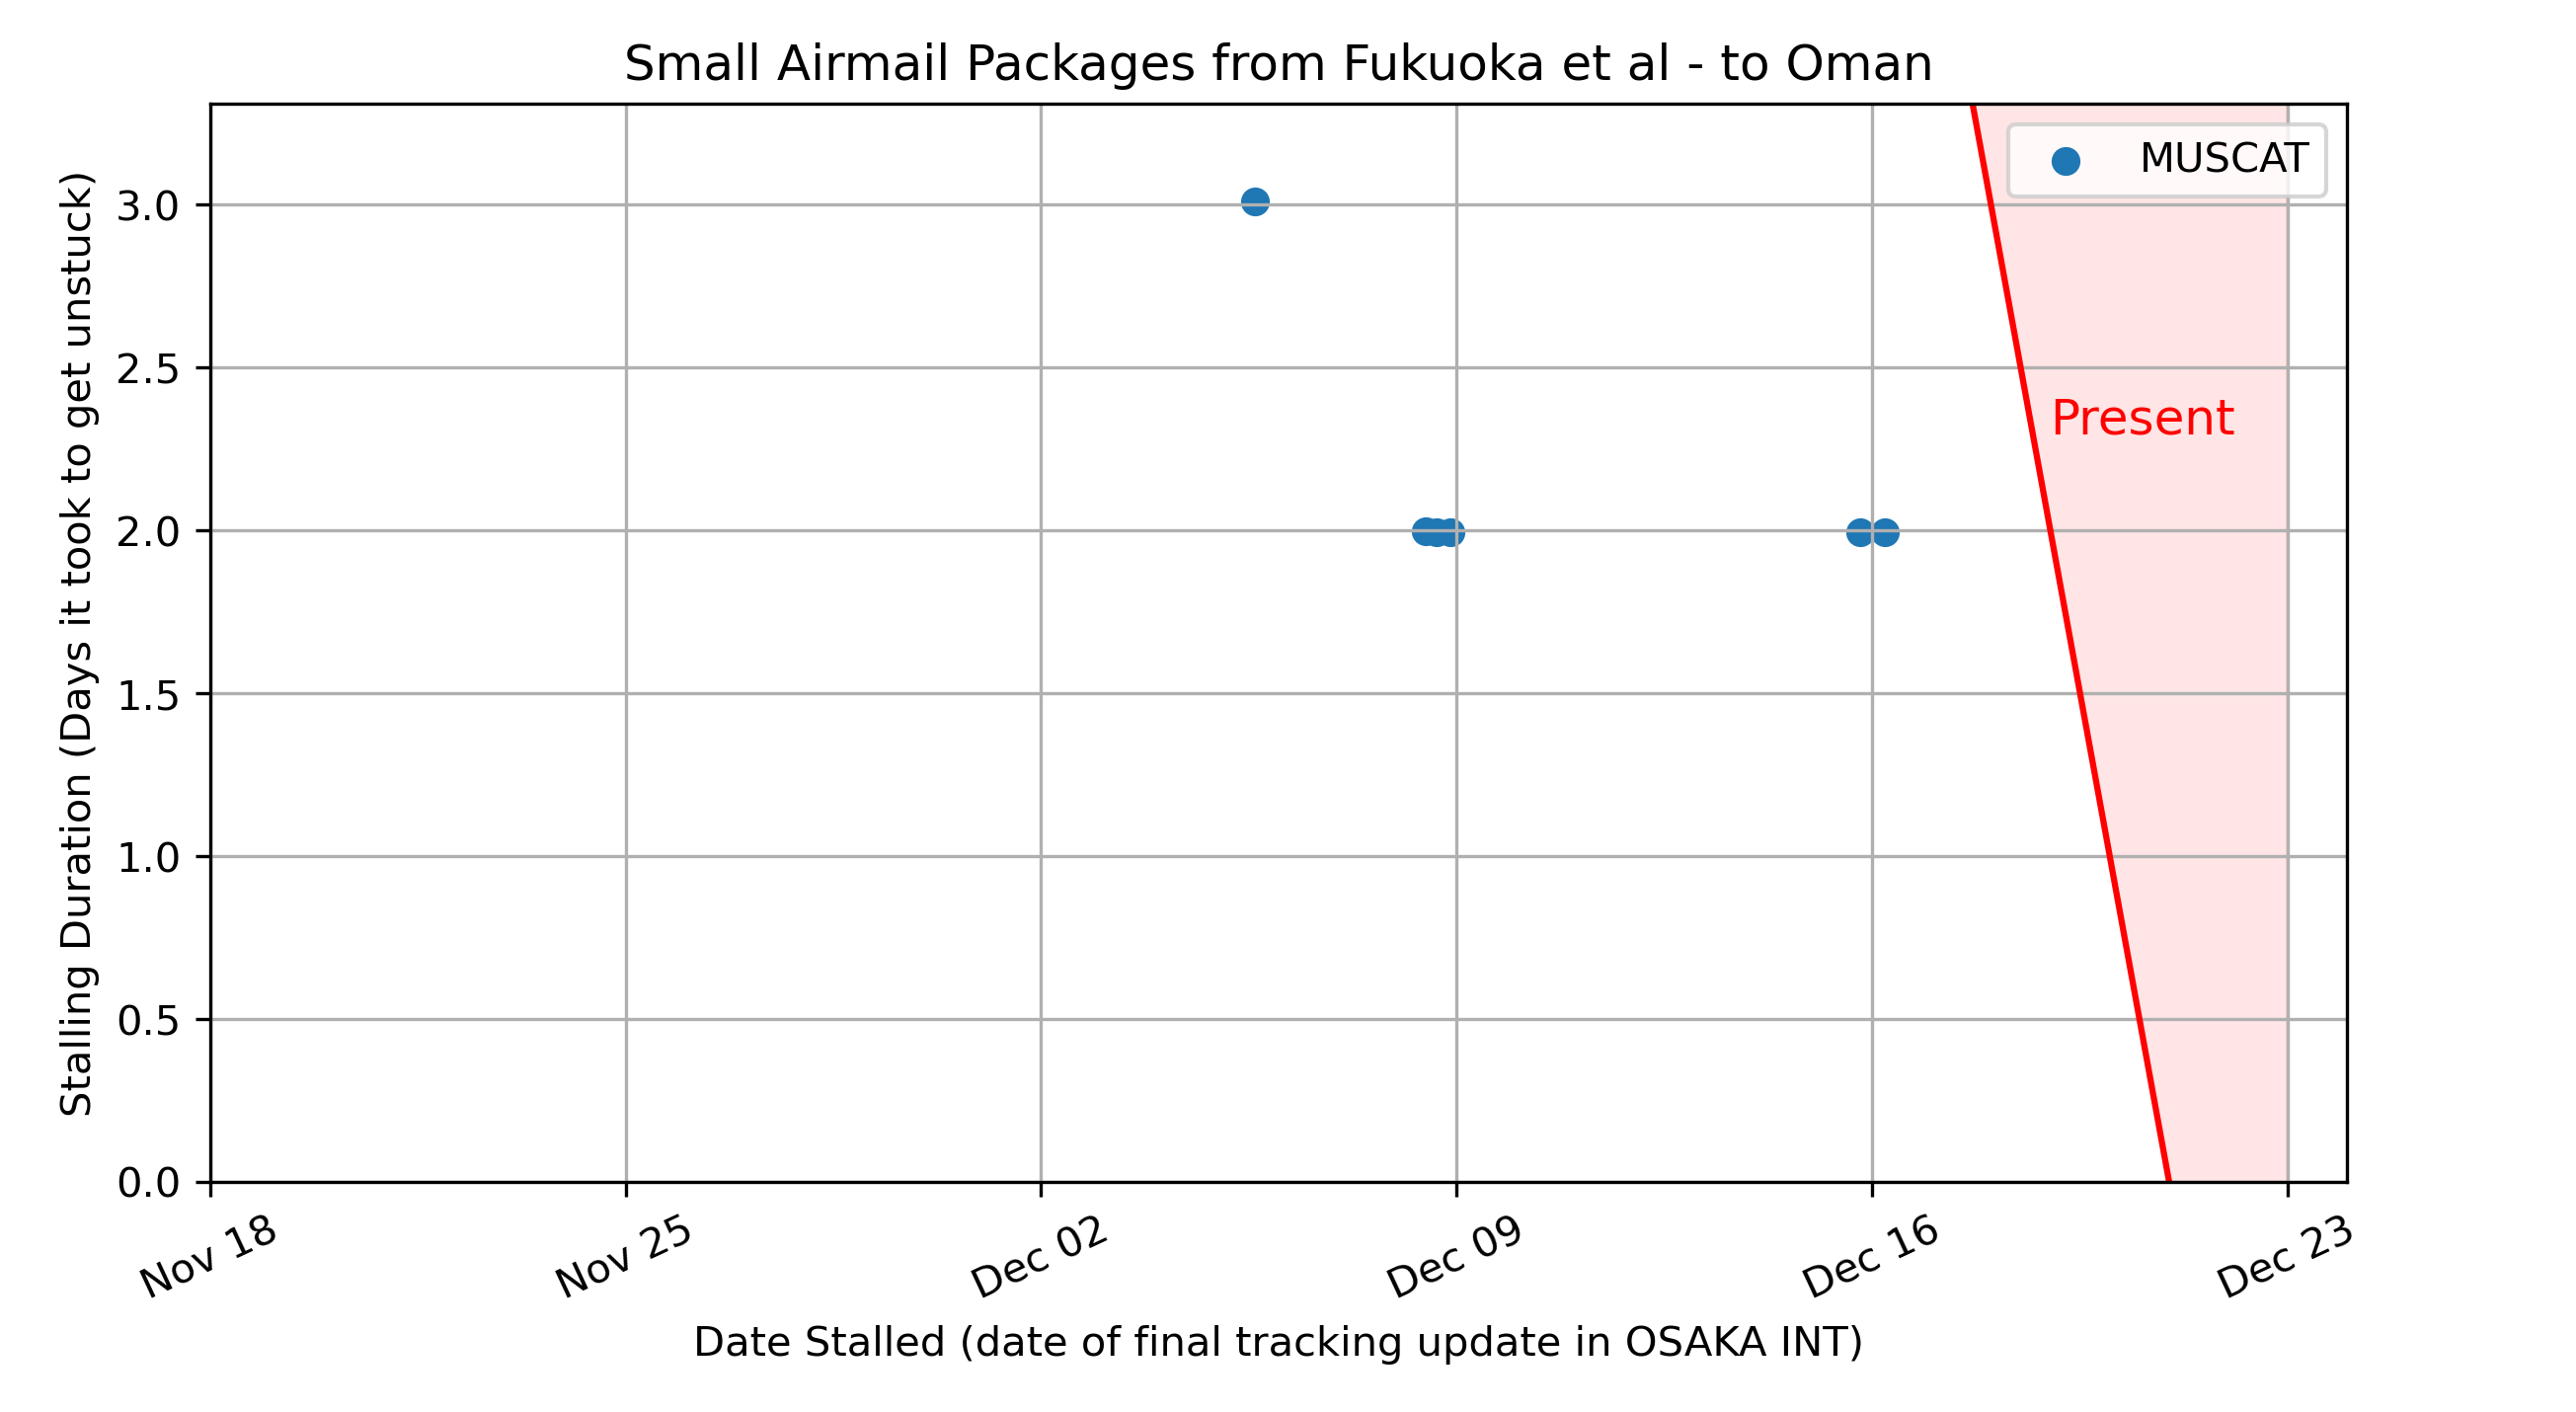 Small Airmail Packages from Fukuoka et al - to Oman
MUSCAT
Present
Stalling Duration (Days it took to get unstuck)
3.0
2.5
2.0
1.5
1.0
0.5
0.0
Nov 18
Nov 25
Dec 02
Dec 09
Dec 16
Dec 23
Date Stalled (date of final tracking update in OSAKA INT)